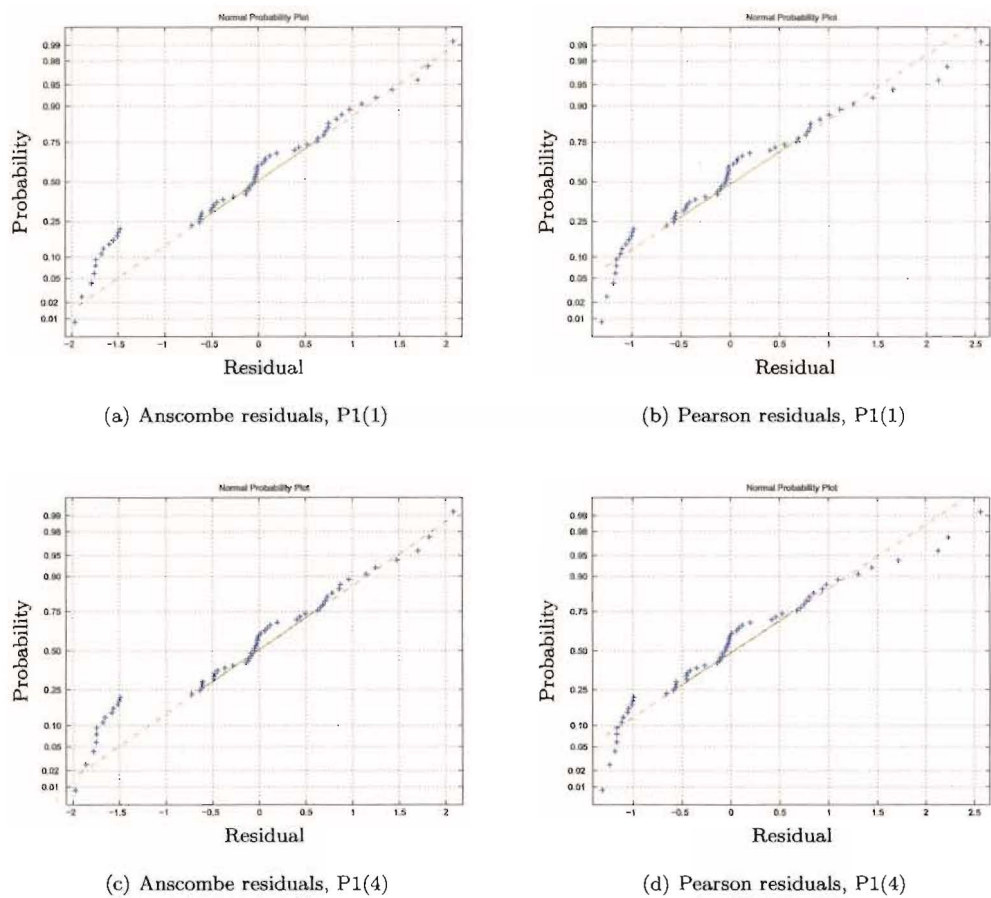 Normal Probability Plot
0.99
0.98
0.95
0.90
0.75
0.50
0.25
0.10
0.05
0.02
0.01
Probability
-2 -1.5 -1 -0.5 0 0.5 1 1.5 2
Residual
(a) Anscombe residuals, P1(1)
Normal Probability Plot
0.99
0.98
0.95
0.90
0.75
0.50
0.25
0.10
0.05
0.02
0.01
Probability
-1 -0.5 0 0.5 1 1.5 2 2.5
Residual
(b) Pearson residuals, P1(1)
Normal Probability Plot
0.99
0.98
0.95
0.90
0.75
0.50
0.25
0.10
0.05
0.02
0.01
Probability
-2 -1.5 -1 -0.5 0 0.5 1 1.5 2
Residual
(c) Anscombe residuals, P1(4)
Normal Probability Plot
0.99
0.98
0.95
0.90
0.75
0.50
0.25
0.10
0.05
0.02
0.01
Probability
-1 -0.5 0 0.5 1 1.5 2 2.5
Residual
(d) Pearson residuals, P1(4)